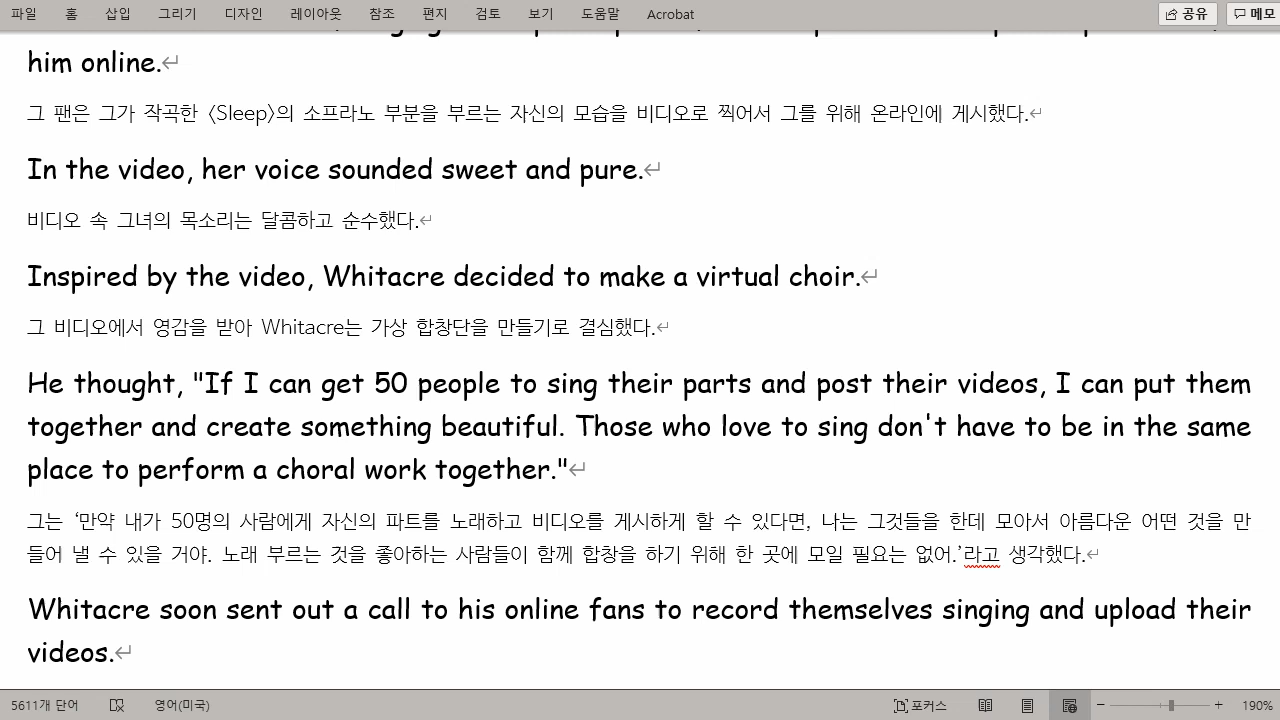 파일 홈 삽입 그리기 디자인 레이아웃 참조 편지 검토 보기 도움말 Acrobat 공유 메모
him online.
그 팬은 그가 작곡한 〈Sleep〉의 소프라노 부분을 부르는 자신의 모습을 비디오로 찍어서 그를 위해 온라인에 게시했다.
In the video, her voice sounded sweet and pure.
비디오 속 그녀의 목소리는 달콤하고 순수했다.
Inspired by the video, Whitacre decided to make a virtual choir.
그 비디오에서 영감을 받아 Whitacre는 가상 합창단을 만들기로 결심했다.
He thought, "If I can get 50 people to sing their parts and post their videos, I can put them
together and create something beautiful. Those who love to sing don't have to be in the same
place to perform a choral work together."
그는 ‘만약 내가 50명의 사람에게 자신의 파트를 노래하고 비디오를 게시하게 할 수 있다면, 나는 그것들을 한데 모아서 아름다운 어떤 것을 만
들어 낼 수 있을 거야. 노래 부르는 것을 좋아하는 사람들이 함께 합창을 하기 위해 한 곳에 모일 필요는 없어.’라고 생각했다.
Whitacre soon sent out a call to his online fans to record themselves singing and upload their
videos.
5611개 단어 영어(미국) 포커스 190%